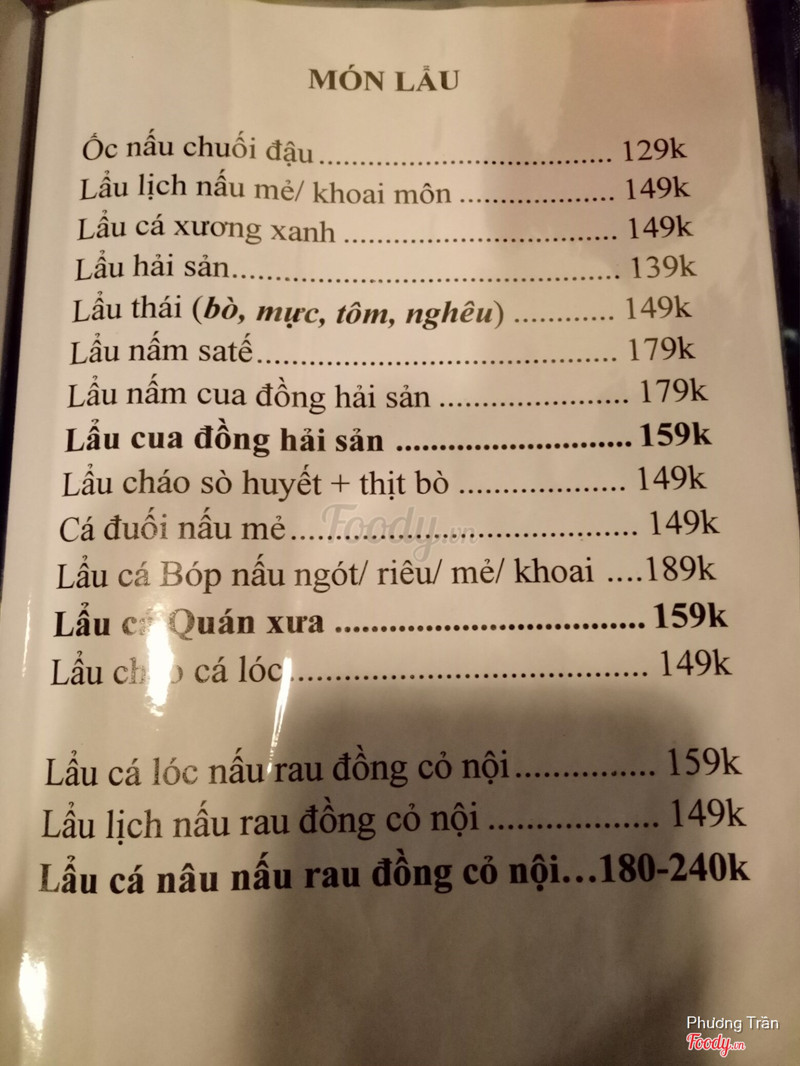 MÓN LẨU
Ốc nấu chuối đậu.................................... 129k
Lẩu lịch nấu mẻ/ khoai môn ................... 149k
Lẩu cá xương xanh ................................. 149k
Lẩu hải sản............................................... 139k
Lẩu thái (bò, mực, tôm, nghêu) ............ 149k
Lẩu nấm satế............................................ 179k
Lẩu nấm cua đồng hải sản ....................... 179k
Lẩu cua đồng hải sản ............................ 159k
Lẩu cháo sò huyết + thịt bò .................... 149k
Cá đuối nấu mẻ......................................... 149k
Lẩu cá Bóp nấu ngót/ riêu/ mẻ/ khoai ....189k
Lẩu cá Quán xưa ..................................... 159k
Lẩu cháo cá lóc.......................................... 149k
Lẩu cá lóc nấu rau đồng cỏ nội................ 159k
Lẩu lịch nấu rau đồng cỏ nội ................... 149k
Lẩu cá nâu nấu rau đồng cỏ nội...180-240k
Foody.vn
Phương Trần
Foody.vn